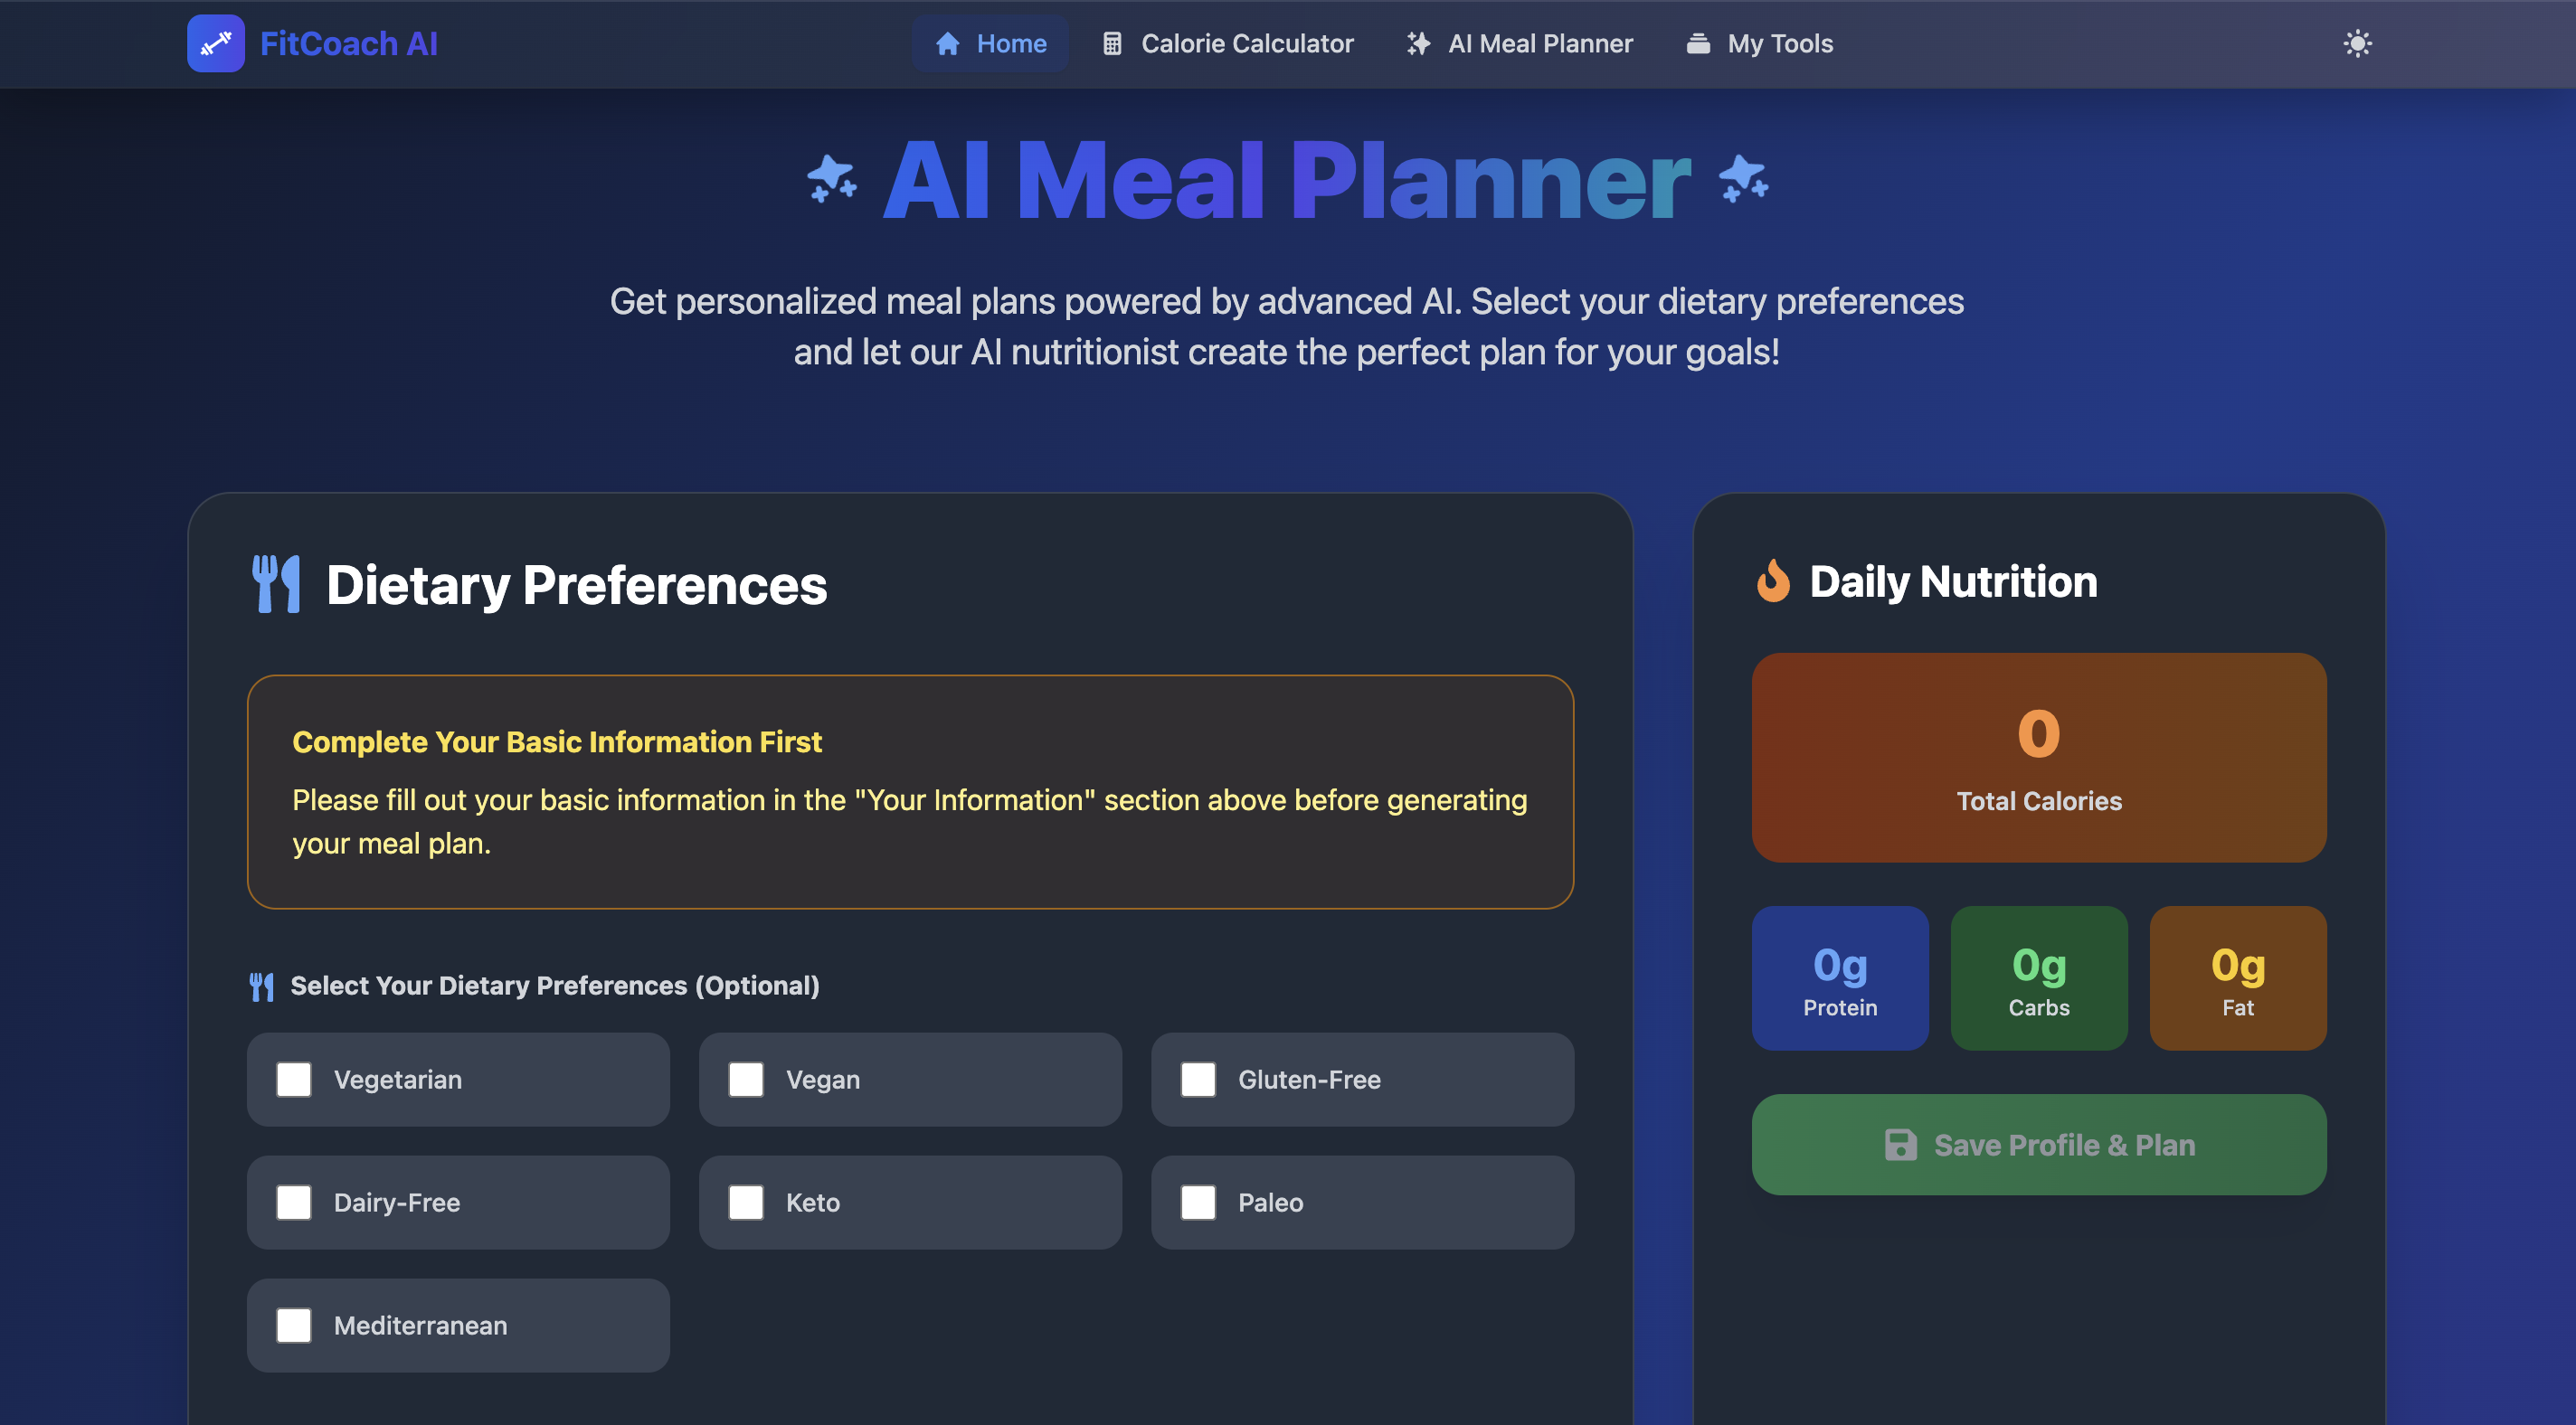 FitCoach AI
Home
Calorie Calculator
AI Meal Planner
My Tools
AI Meal Planner
Get personalized meal plans powered by advanced AI. Select your dietary preferences
and let our AI nutritionist create the perfect plan for your goals!
Dietary Preferences
Complete Your Basic Information First
Please fill out your basic information in the "Your Information" section above before generating
your meal plan.
Select Your Dietary Preferences (Optional)
Vegetarian
Vegan
Gluten-Free
Dairy-Free
Keto
Paleo
Mediterranean
Daily Nutrition
0
Total Calories
0g
Protein
0g
Carbs
0g
Fat
Save Profile & Plan